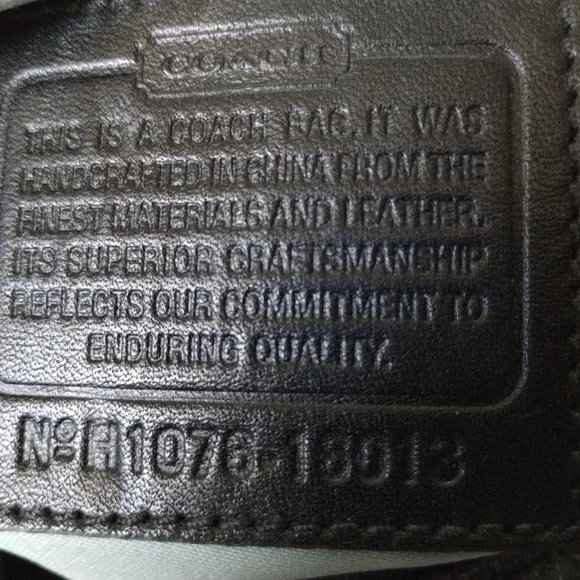 COACH
THIS IS A COACH BAG. IT WAS
HANDCRAFTED IN CHINA FROM THE
FINEST MATERIALS AND LEATHER.
ITS SUPERIOR CRAFTSMANSHIP
REFLECTS OUR COMMITMENT TO
ENDURING QUALITY.
Nº H1076-13013